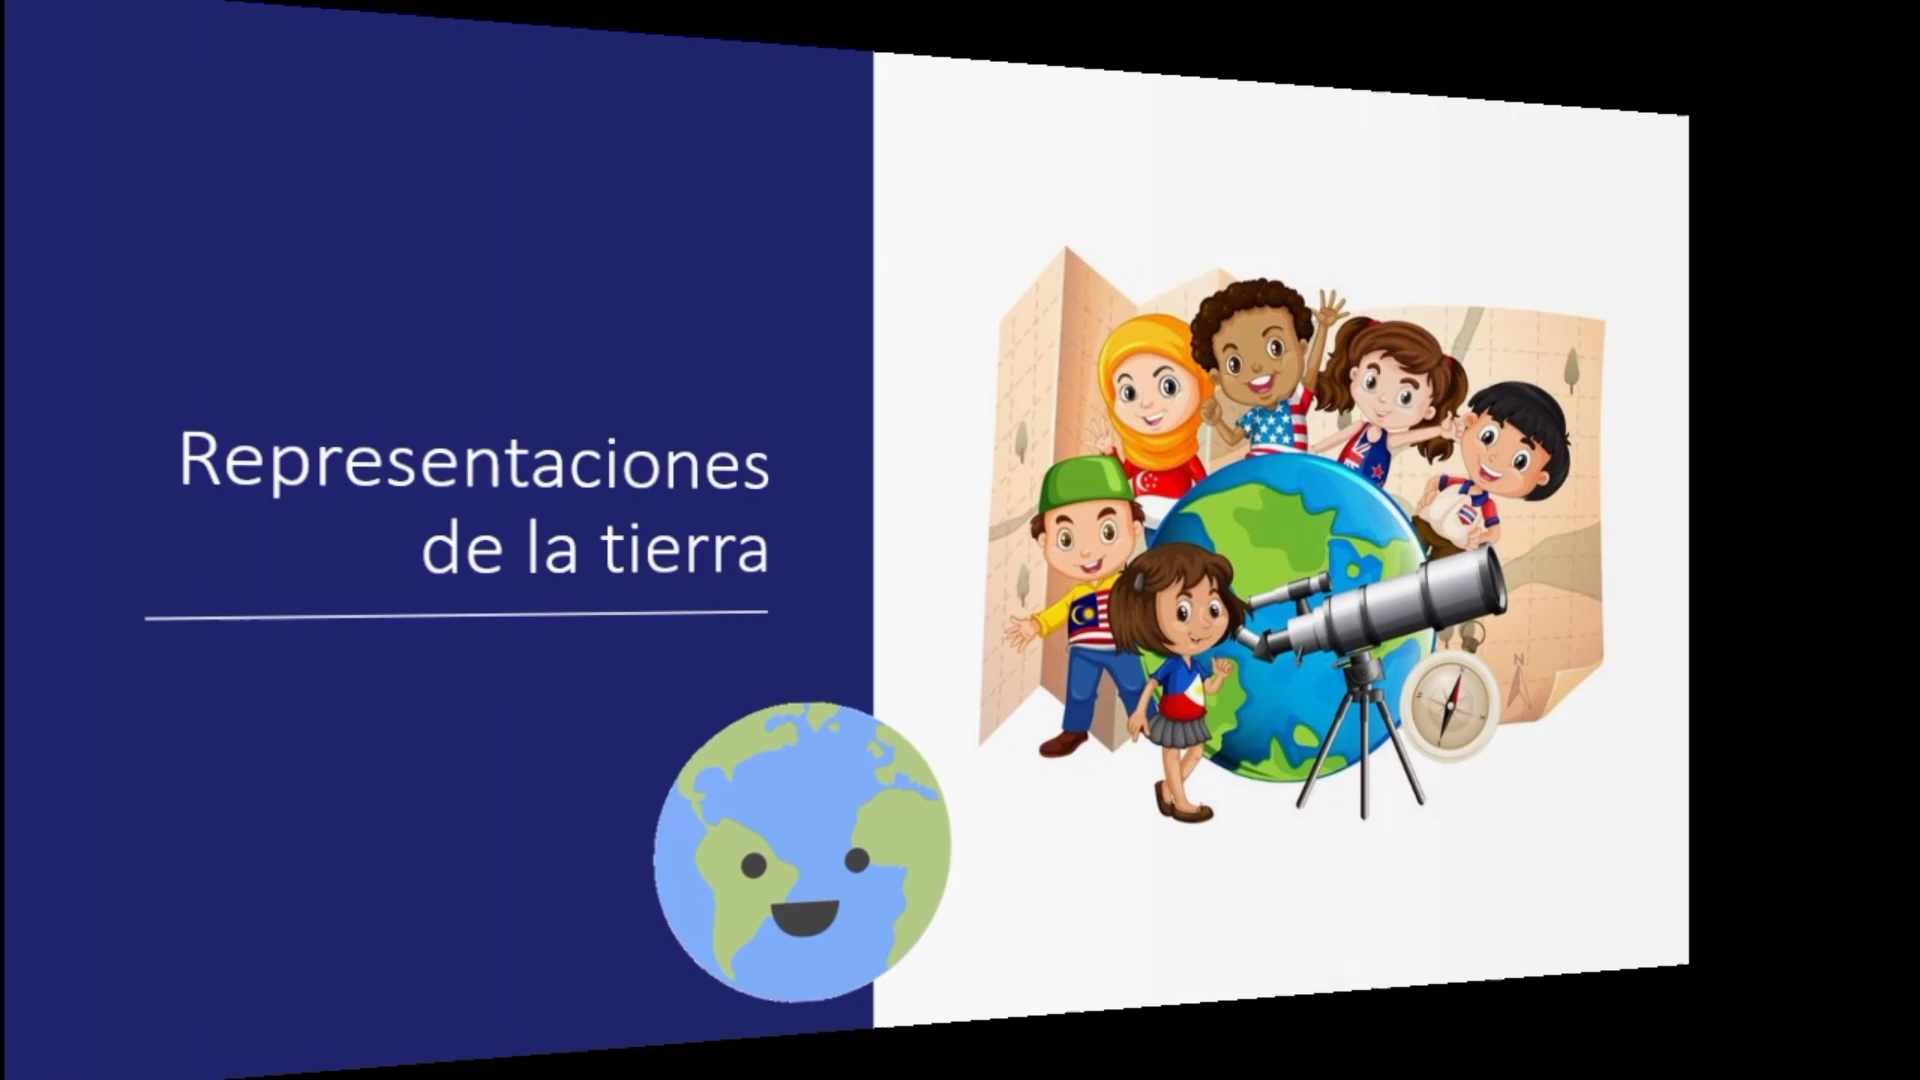 Representaciones
de la tierra
N